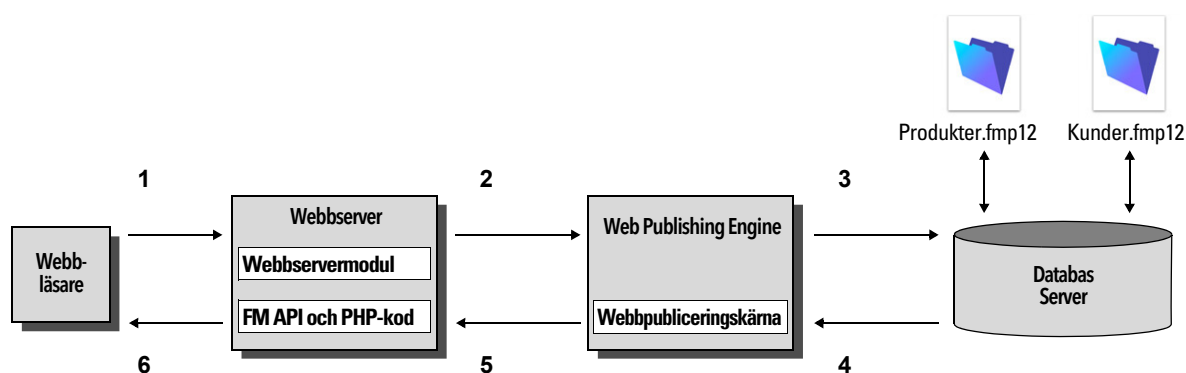 Produkter.fmp12
Kunder.fmp12
1
2
3
Webb-
läsare
Webbserver
Webbservermodul
FM API och PHP-kod
Web Publishing Engine
Webbpubliceringskärna
Databas
Server
6
5
4